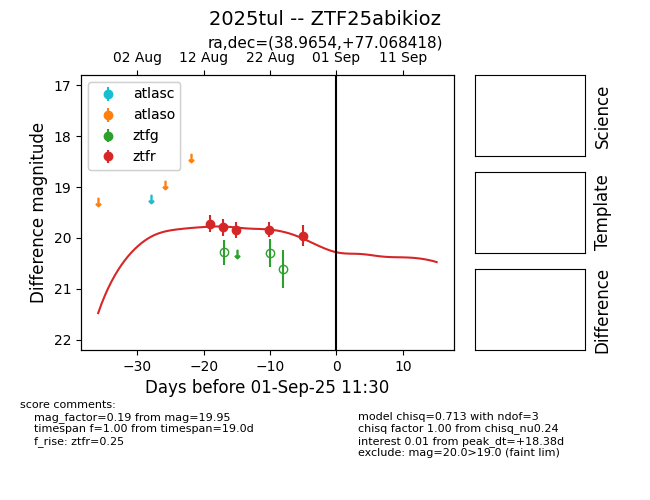 2025tul -- ZTF25abikioz
ra,dec=(38.9654,+77.068418)
02 Aug 12 Aug 22 Aug 01 Sep 11 Sep
atlasc
atlaso
ztfg
ztfr
17
18
19
20
21
22
Difference magnitude
−30 −20 −10 0 10
Days before 01-Sep-25 11:30
Science
Template
Difference
score comments:
mag_factor=0.19 from mag=19.95
timespan f=1.00 from timespan=19.0d
f_rise: ztfr=0.25
model chisq=0.713 with ndof=3
chisq factor 1.00 from chisq_nu0.24
interest 0.01 from peak_dt=+18.38d
exclude: mag=20.0>19.0 (faint lim)